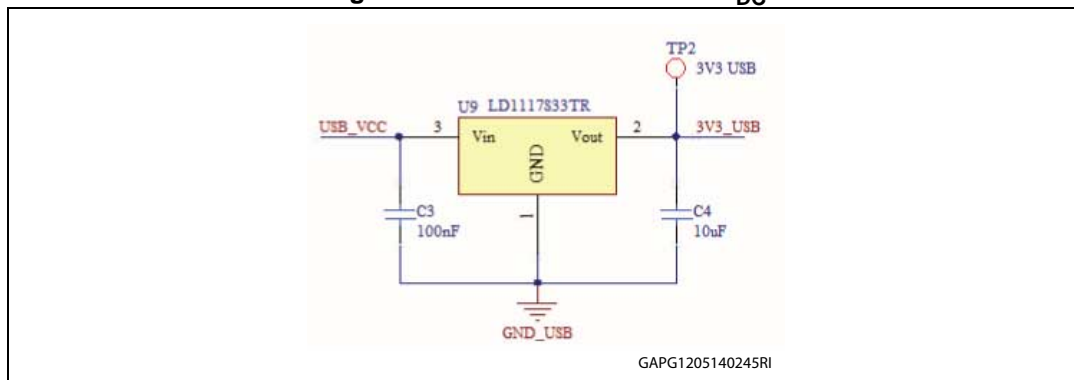 TP2
3V3 USB
U9 LD1117S33TR
USB_VCC 3 Vin Vout 2 3V3_USB
GND
1
C3
100nF
C4
10uF
GND_USB
GAPG1205140245RI